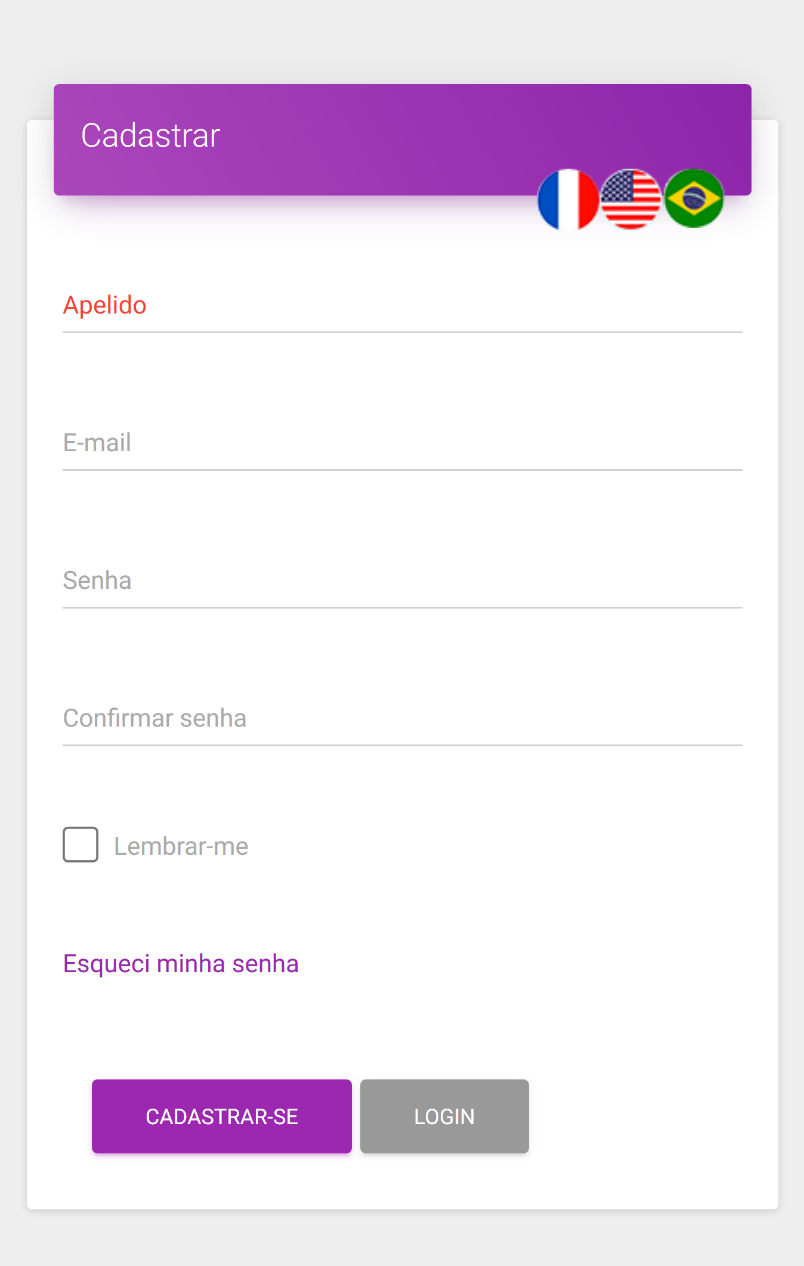 Cadastrar
Apelido
E-mail
Senha
Confirmar senha
Lembrar-me
Esqueci minha senha
CADASTRAR-SE LOGIN